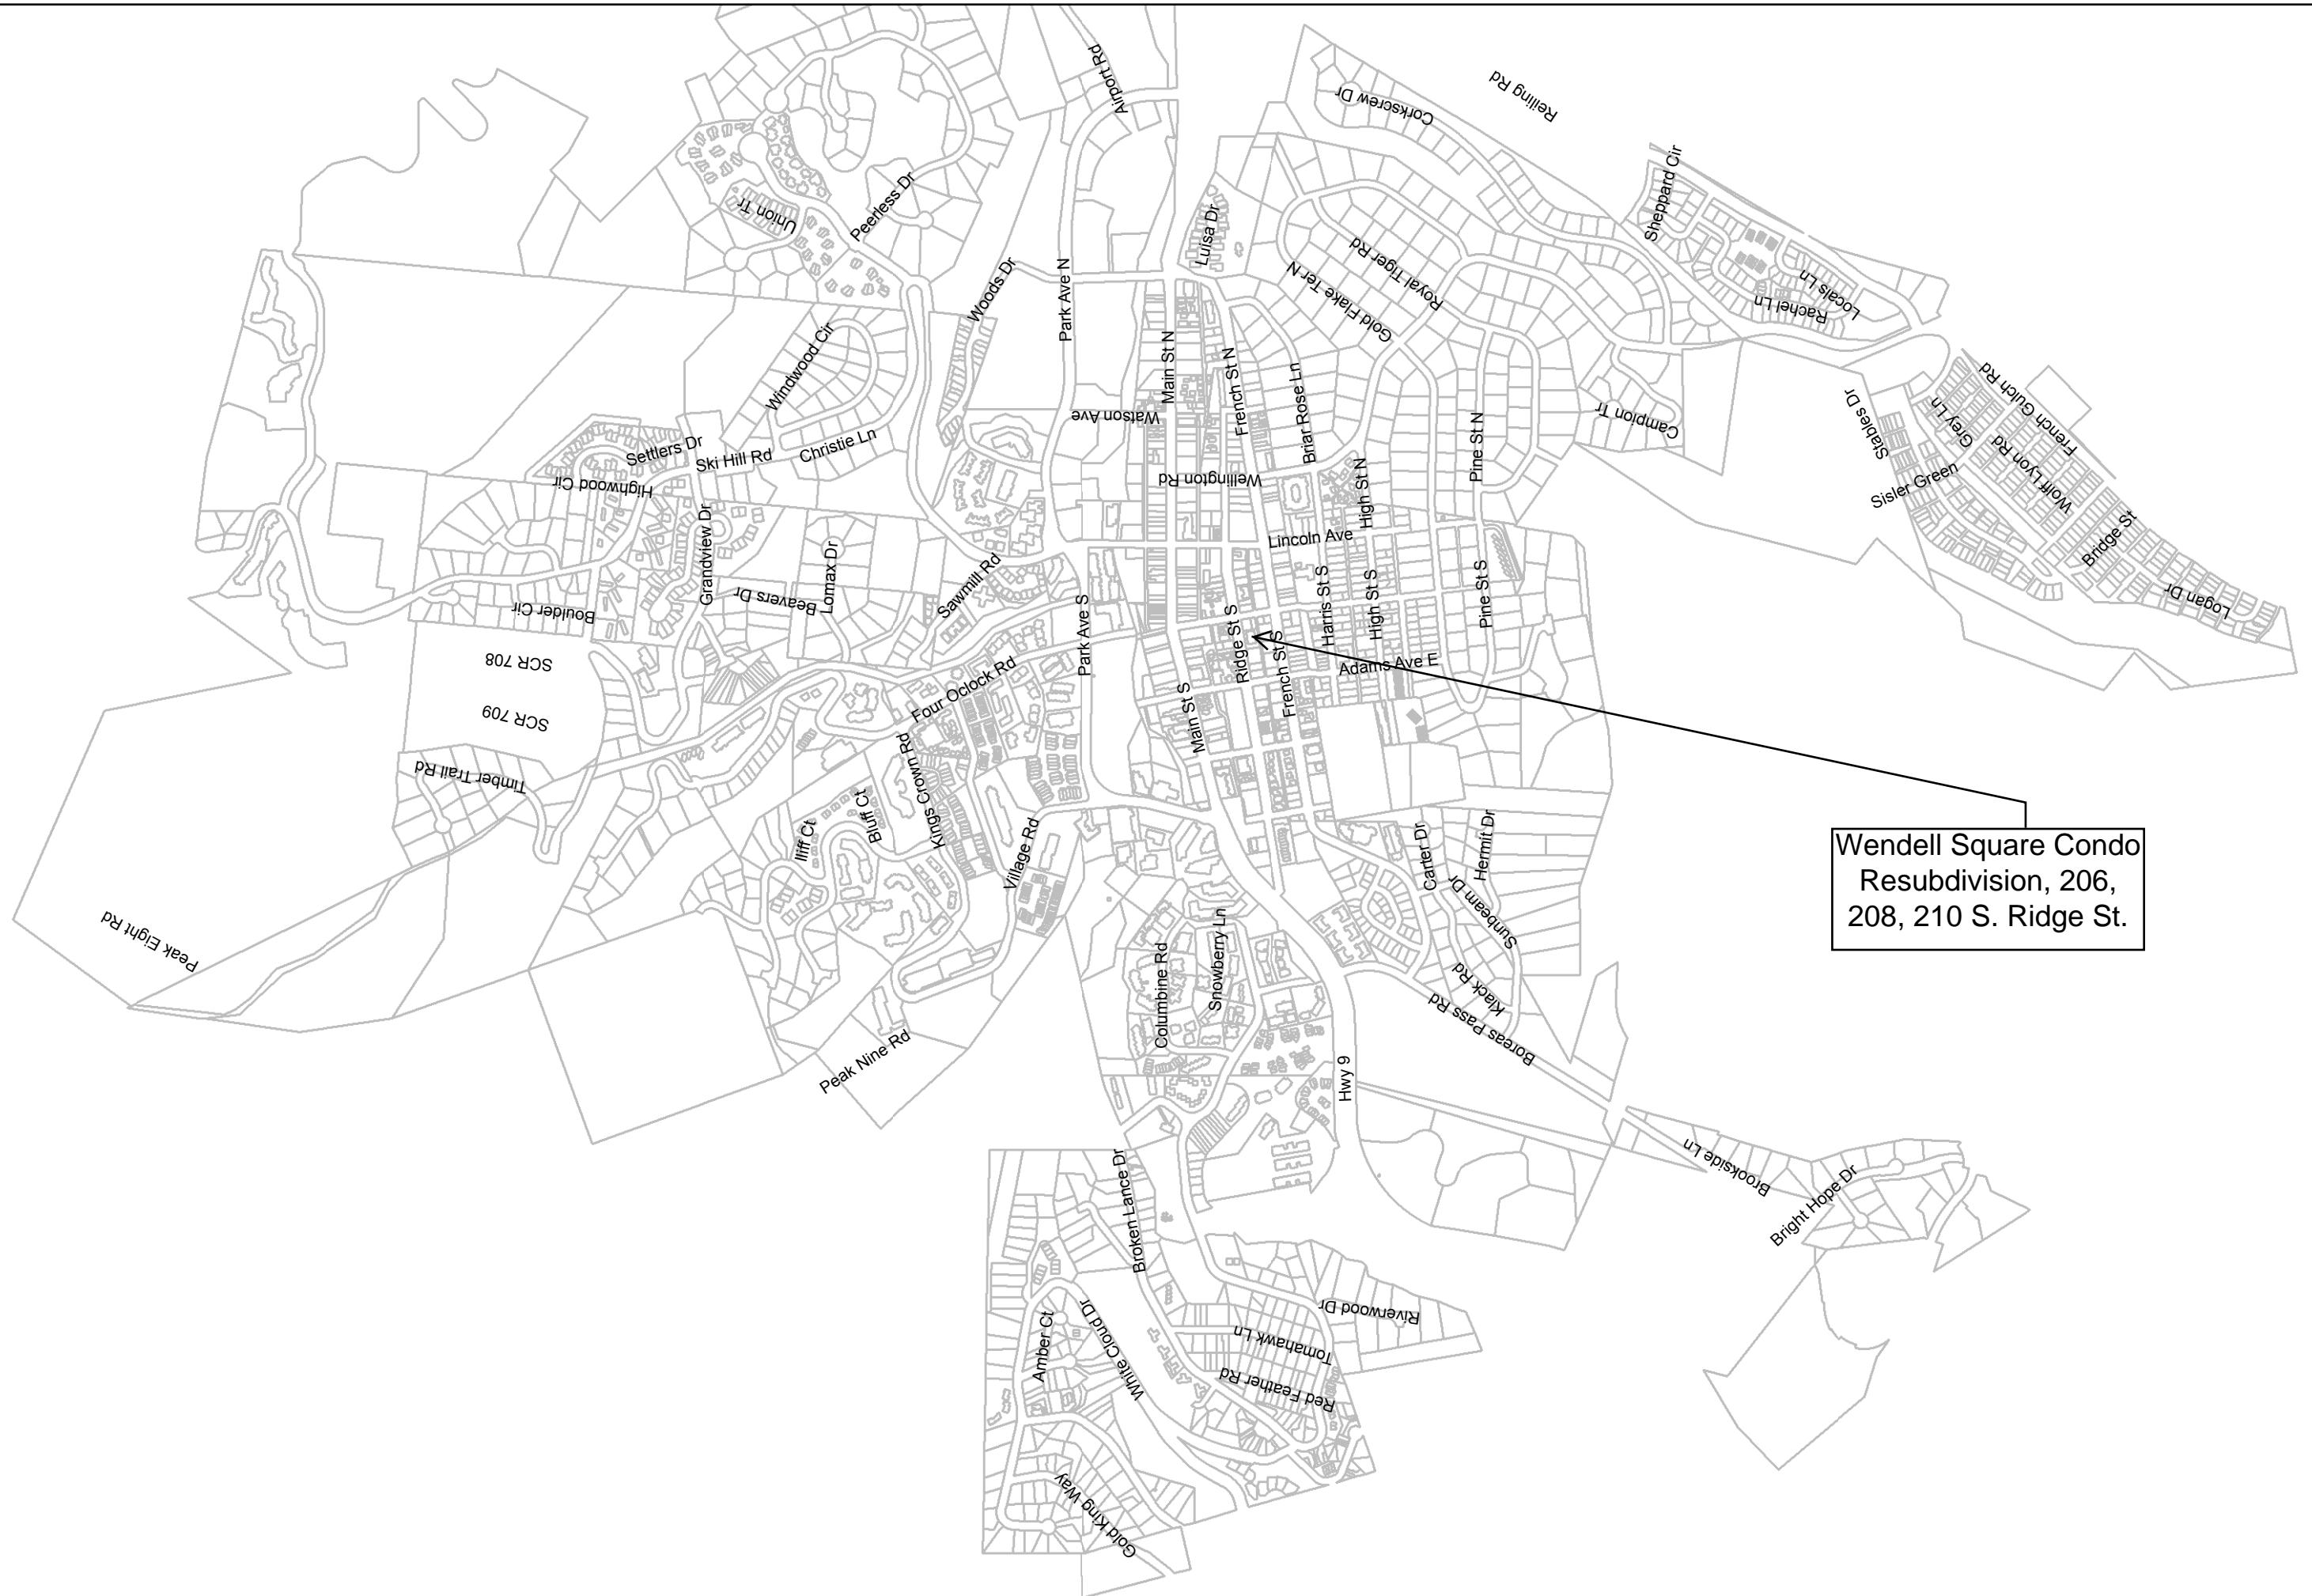 Airport Rd
Reiling Rd
Corkscrew Dr
Sheppard Cir
Union Tr
Peerless Dr
Luisa Dr
Royal Tiger Rd
Gold Flake Ter N
Locals Ln
Rachel Ln
Woods Dr
Park Ave N
Windwood Cir
Main St N
French St N
Briar Rose Ln
Watson Ave
Campion Tr
Stables Dr
Grey Ln
French Gulch Rd
Wolff Lyon Rd
Sisler Green
Settlers Dr
Ski Hill Rd
Christie Ln
Highwood Cir
Wellington Rd
High St N
Pine St N
Grandview Dr
Lomax Dr
Lincoln Ave
Bridge St
Logan Dr
Beavers Dr
Boulder Cir
Sawmill Rd
Park Ave S
Ridge St S
French St S
Harris St S
High St S
Pine St S
Adams Ave E
SCR 708
SCR 709
Four Oclock Rd
Main St S
Kings Crown Rd
Timber Trail Rd
Iliff Ct
Bluff Ct
Village Rd
Carter Dr
Hermit Dr
Sunbeam Dr
Wendell Square Condo
Resubdivision, 206,
208, 210 S. Ridge St.
Peak Eight Rd
Columbine Rd
Snowberry Ln
Klack Rd
Boreas Pass Rd
Peak Nine Rd
Hwy 9
Brookside Ln
Bright Hope Dr
Broken Lance Dr
Riverwood Dr
Tomahawk Ln
Amber Ct
White Cloud Dr
Red Feather Rd
Gold King Way